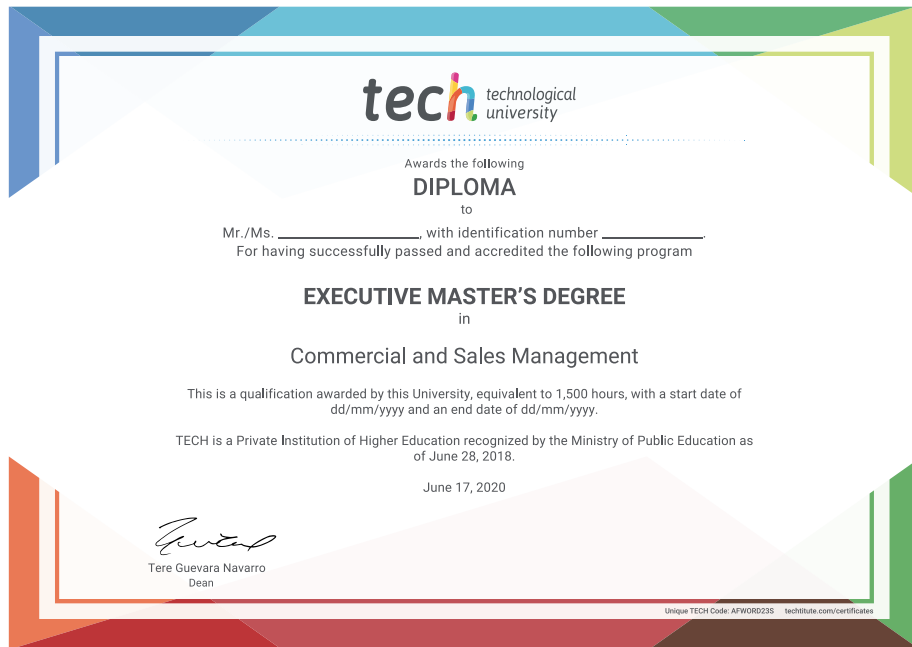 tech technological
university
Awards the following
DIPLOMA
to
Mr./Ms. ____________________, with identification number ______________.
For having successfully passed and accredited the following program
EXECUTIVE MASTER'S DEGREE
in
Commercial and Sales Management
This is a qualification awarded by this University, equivalent to 1,500 hours, with a start date of
dd/mm/yyyy and an end date of dd/mm/yyyy.
TECH is a Private Institution of Higher Education recognized by the Ministry of Public Education as
of June 28, 2018.
June 17, 2020
Tere Guevara Navarro
Dean
Unique TECH Code: AFWORD23S techtitute.com/certificates